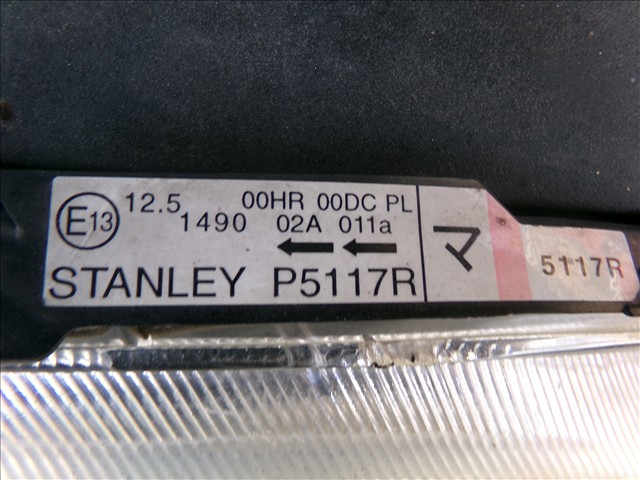 E13 12.5 00HR 00DC PL
1490 02A 011a
← ←
STANLEY P5117R
マ
5117R